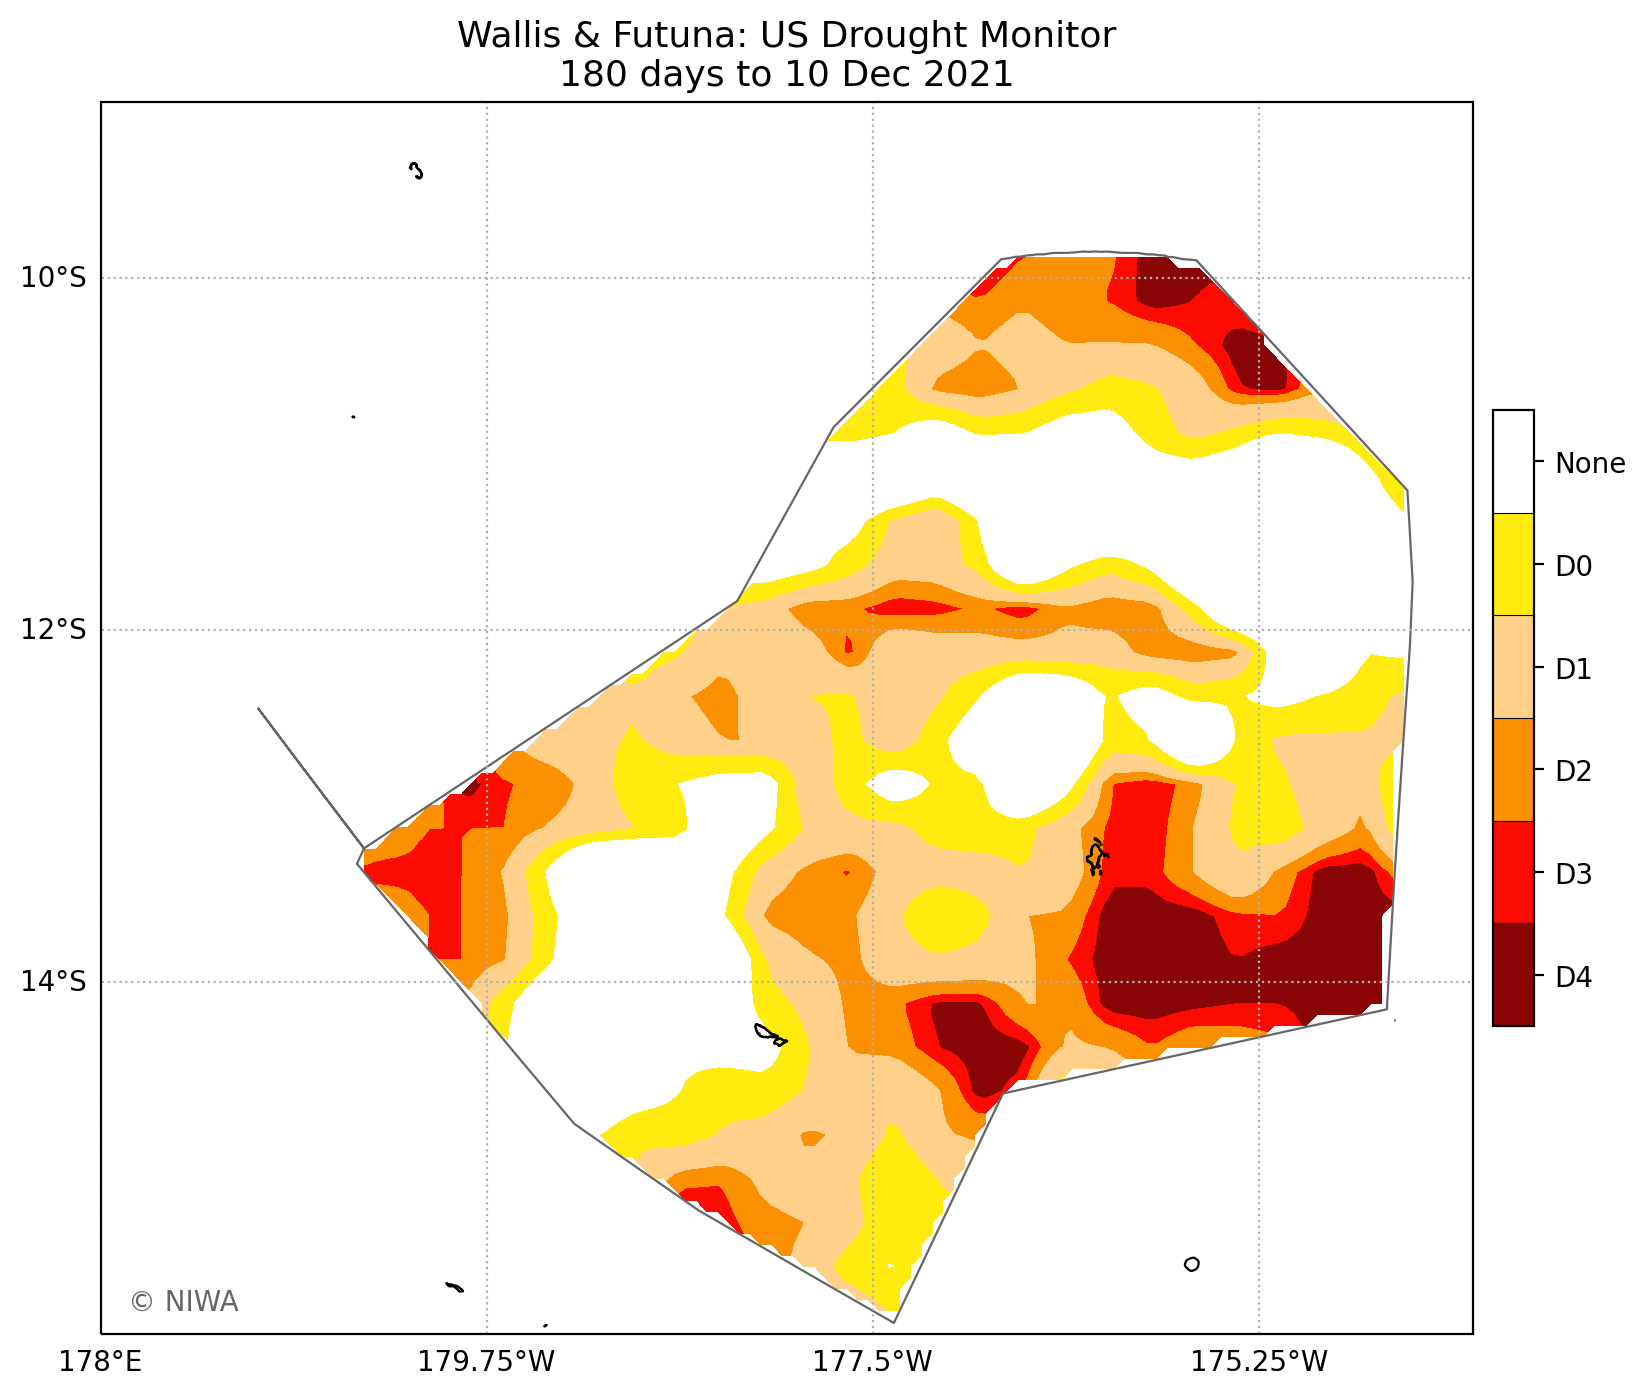 Wallis & Futuna: US Drought Monitor
180 days to 10 Dec 2021
10°S
12°S
14°S
178°E
179.75°W
177.5°W
175.25°W
None
D0
D1
D2
D3
D4
© NIWA